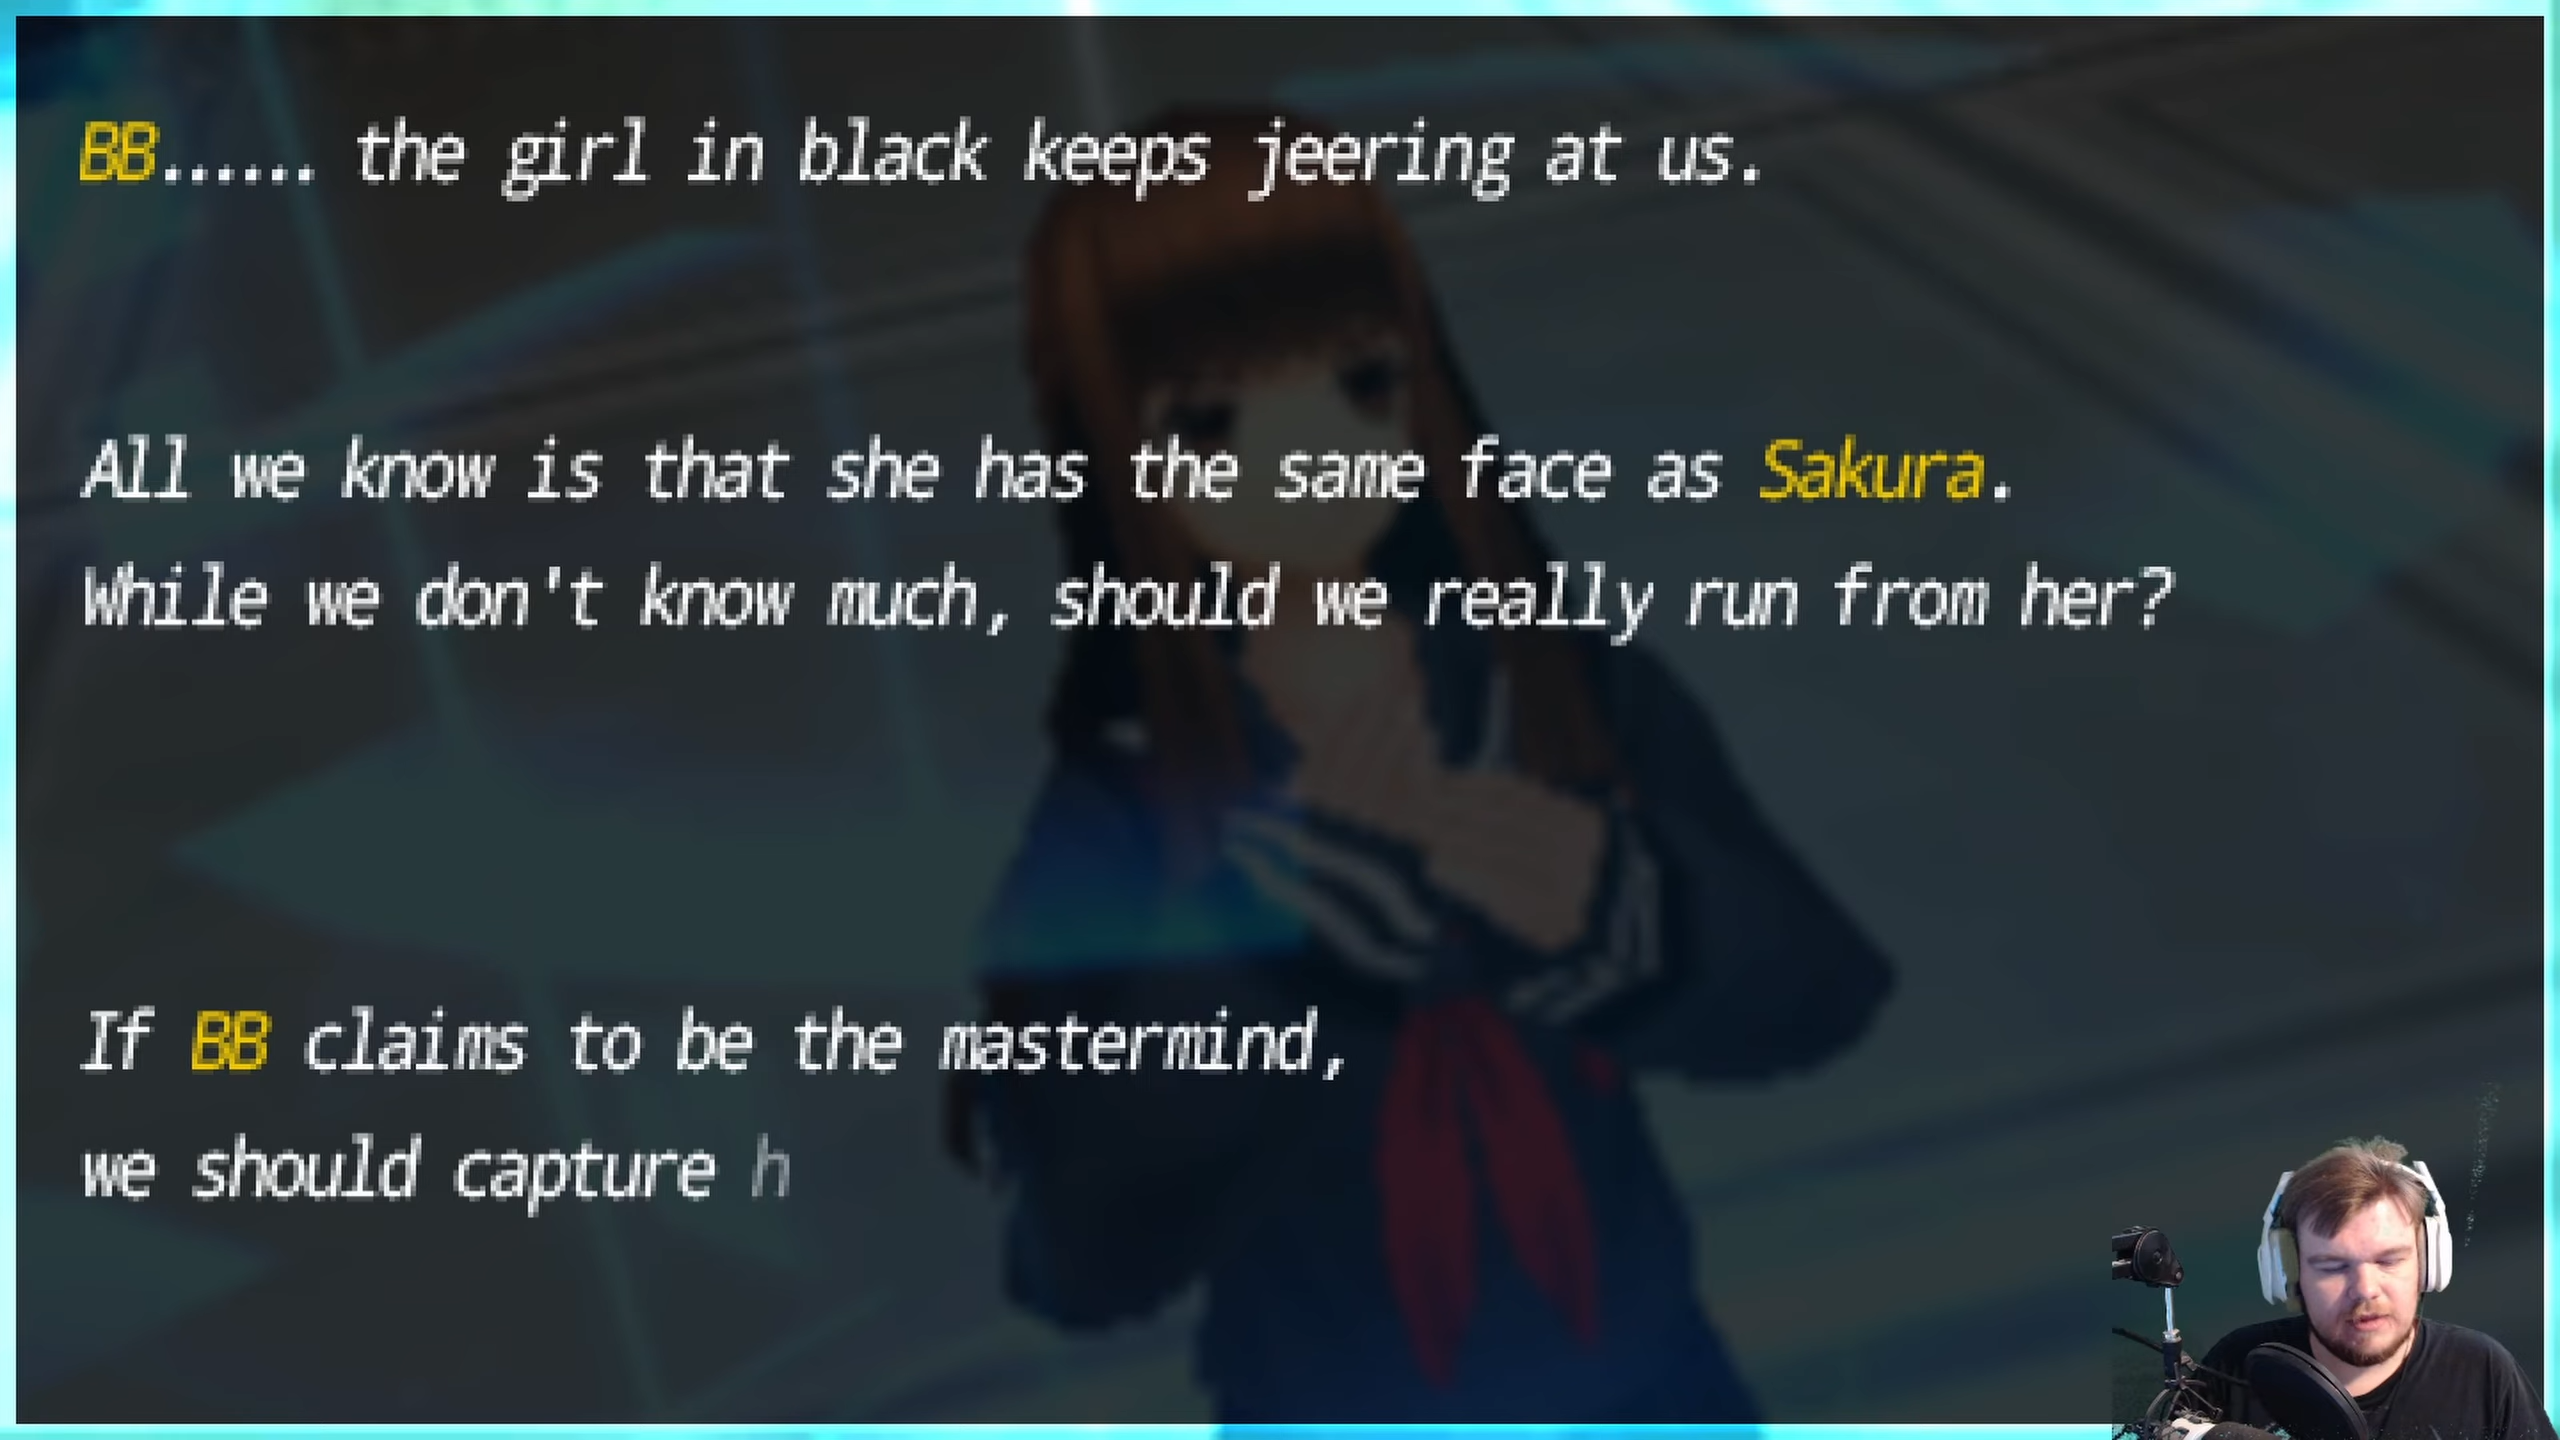 BB...... the girl in black keeps jeering at us.
All we know is that she has the same face as Sakura.
While we don't know much, should we really run from her?
If BB claims to be the mastermind,
we should capture h